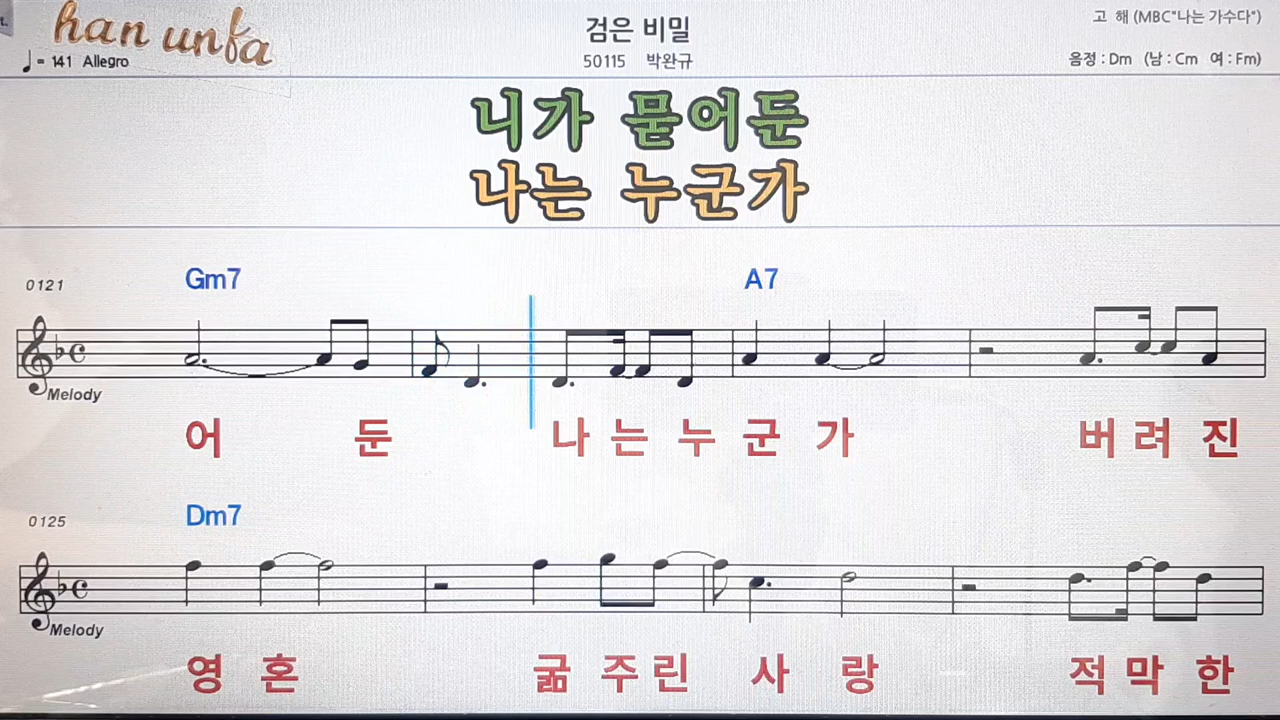 han unfa
검은 비밀
고 해 (MBC"나는 가수다")
♩= 141 Allegro
50115 박완규
음정 : Dm (남 : Cm 여 : Fm)
니가 묻어둔
나는 누군가
0121 Gm7 A7
Melody
어 둔 나 는 누 군 가 버 려 진
0125 Dm7
Melody
영 혼 굶 주 린 사 랑 적 막 한